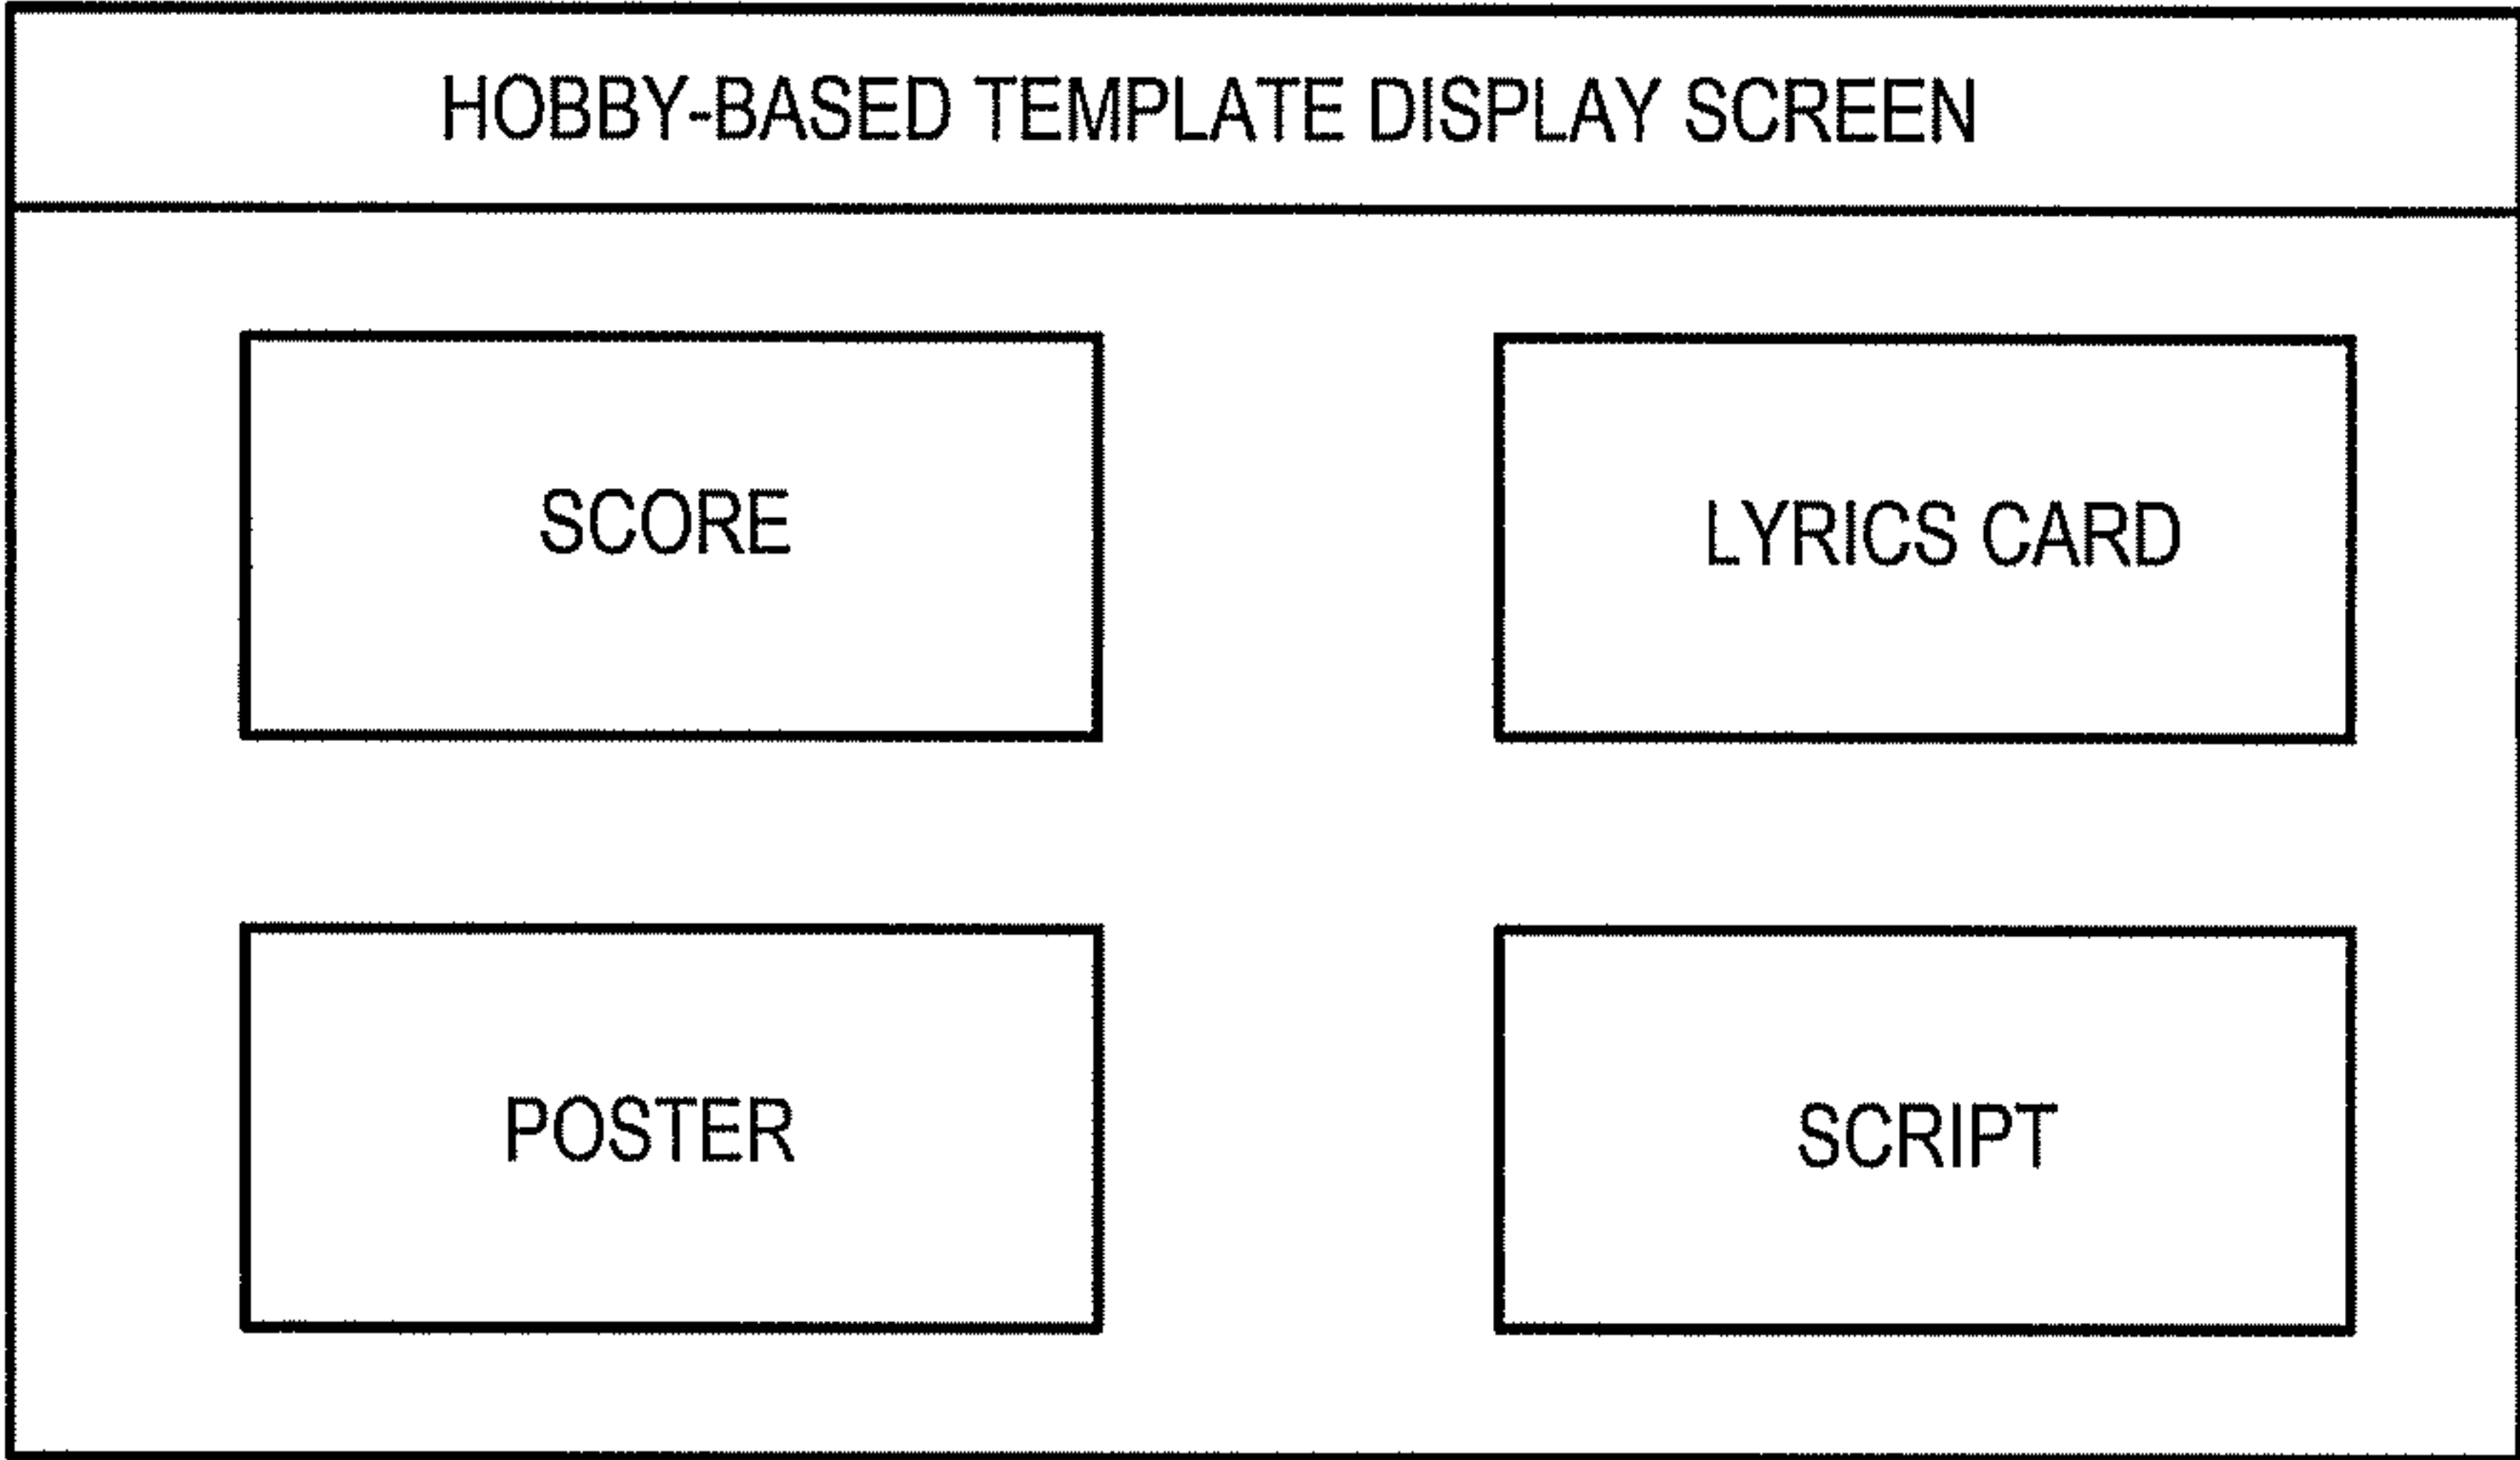 HOBBY-BASED TEMPLATE DISPLAY SCREEN
SCORE
LYRICS CARD
POSTER
SCRIPT